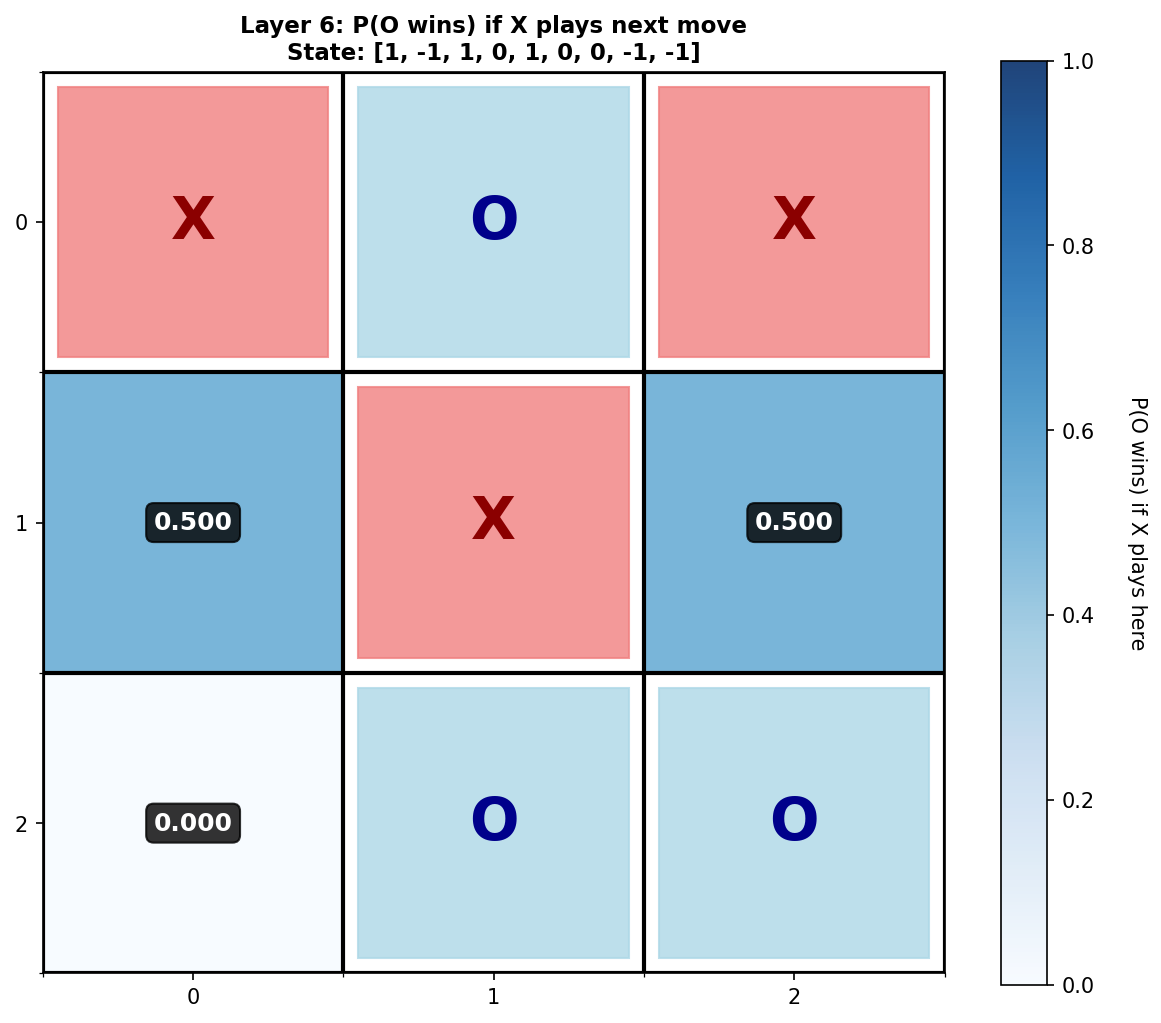 Layer 6: P(O wins) if X plays next move
State: [1, -1, 1, 0, 1, 0, 0, -1, -1]
0
X
O
X
1
0.500
X
0.500
2
0.000
O
O
0
1
2
1.0
0.8
0.6
0.4
0.2
0.0
P(O wins) if X plays here